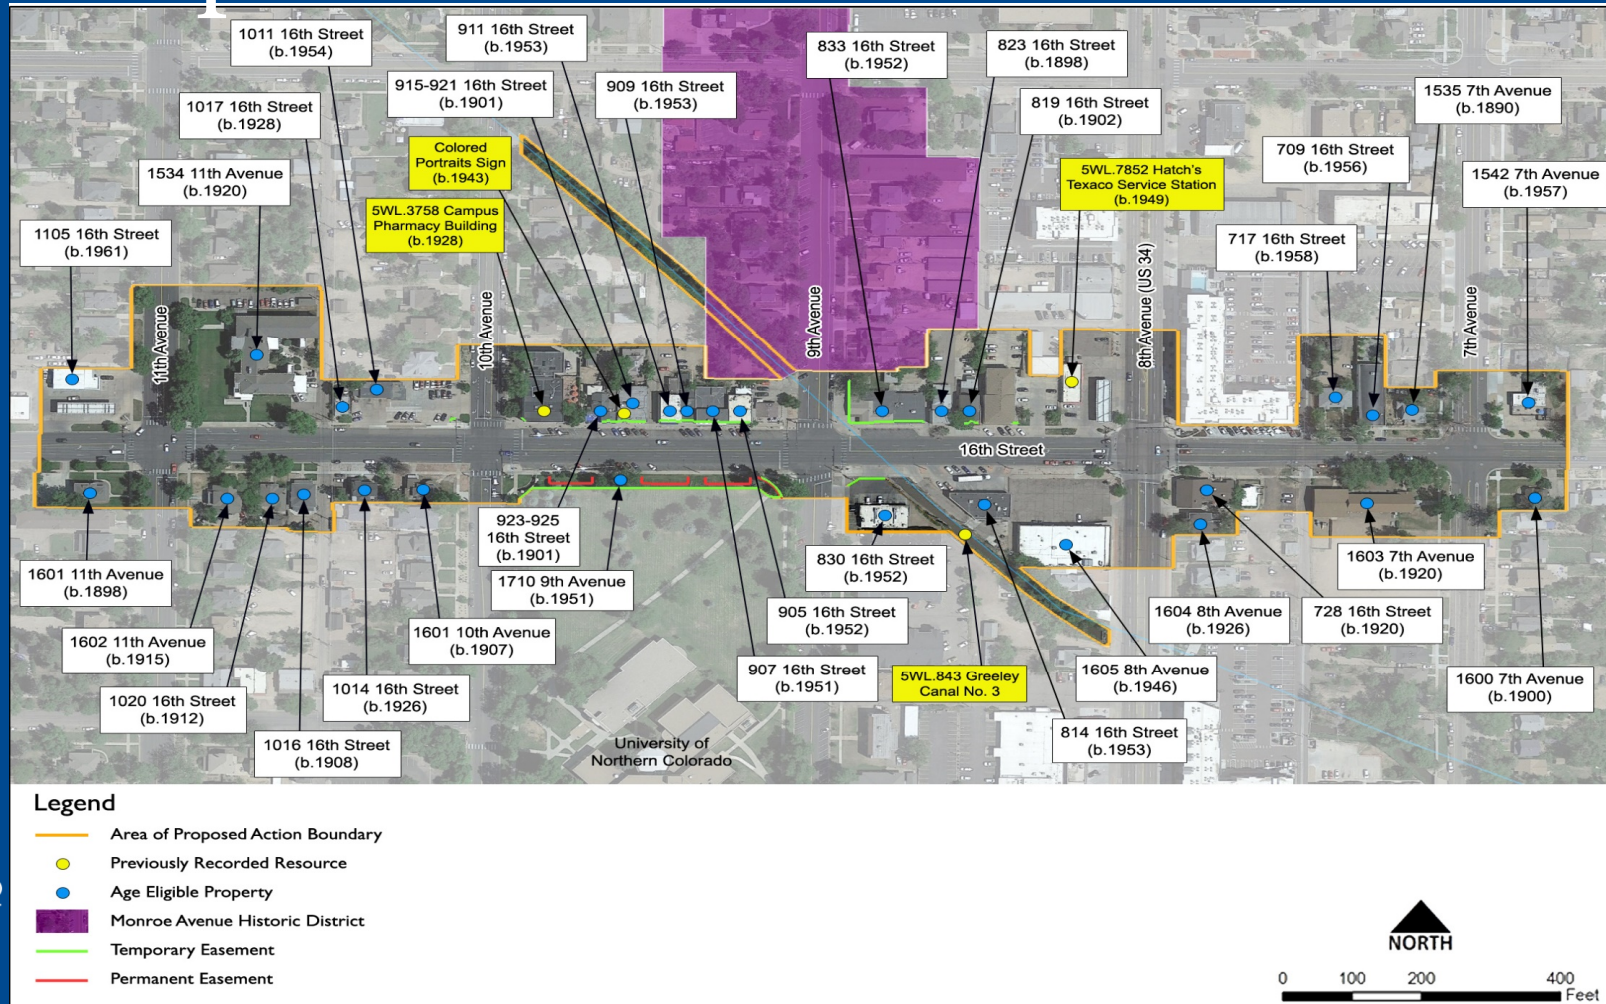 1011 16th Street
(b.1954)
911 16th Street
(b.1953)
833 16th Street
(b.1952)
823 16th Street
(b.1898)
915-921 16th Street
(b.1901)
909 16th Street
(b.1953)
1017 16th Street
(b.1928)
819 16th Street
(b.1902)
1535 7th Avenue
(b.1890)
Colored
Portraits Sign
(b.1943)
709 16th Street
(b.1956)
1534 11th Avenue
(b.1920)
5WL.7852 Hatch's
Texaco Service Station
(b.1949)
1542 7th Avenue
(b.1957)
5WL.3758 Campus
Pharmacy Building
(b.1928)
1105 16th Street
(b.1961)
717 16th Street
(b.1958)
11th Avenue
10th Avenue
9th Avenue
8th Avenue (US 34)
7th Avenue
16th Street
923-925
16th Street
(b.1901)
830 16th Street
(b.1952)
1603 7th Avenue
(b.1920)
1601 11th Avenue
(b.1898)
1710 9th Avenue
(b.1951)
905 16th Street
(b.1952)
1604 8th Avenue
(b.1926)
728 16th Street
(b.1920)
1602 11th Avenue
(b.1915)
1601 10th Avenue
(b.1907)
907 16th Street
(b.1951)
5WL.843 Greeley
Canal No. 3
1605 8th Avenue
(b.1946)
1600 7th Avenue
(b.1900)
1020 16th Street
(b.1912)
1014 16th Street
(b.1926)
1016 16th Street
(b.1908)
814 16th Street
(b.1953)
University of
Northern Colorado
Legend
Area of Proposed Action Boundary
Previously Recorded Resource
Age Eligible Property
Monroe Avenue Historic District
Temporary Easement
Permanent Easement
NORTH
0 100 200 400
Feet